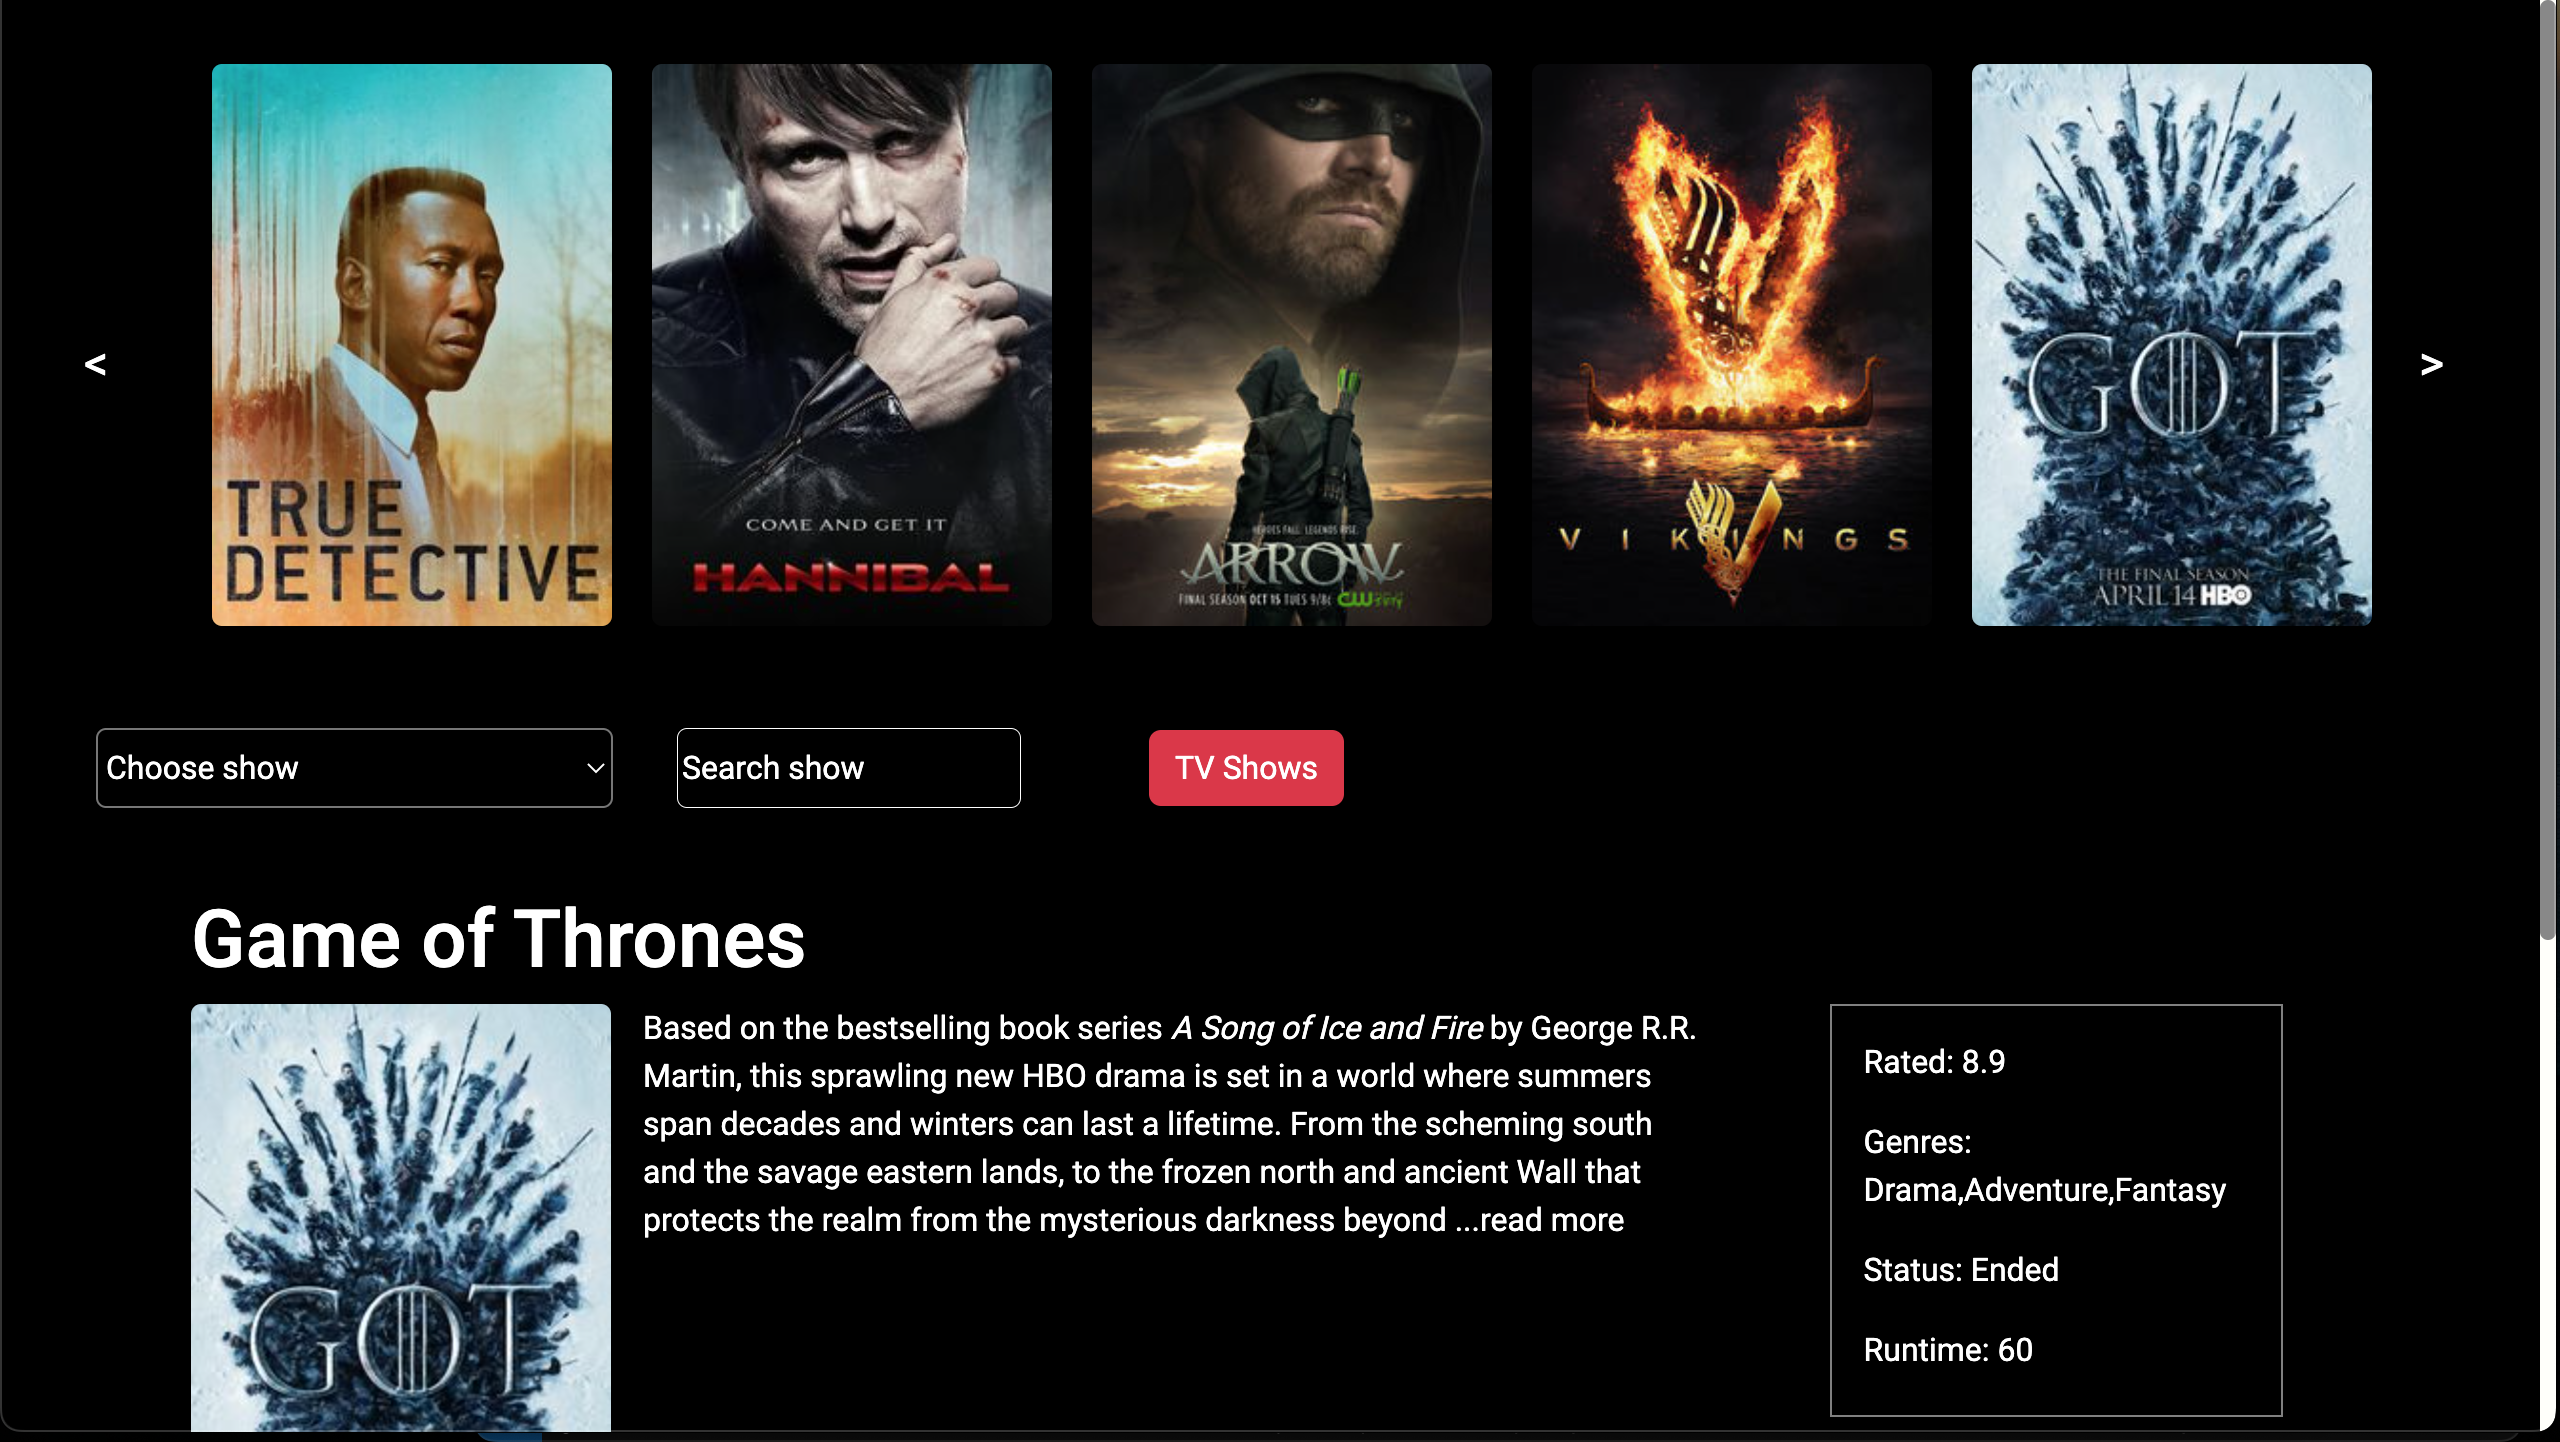 TRUE
DETECTIVE
COME AND GET IT
HANNIBAL
HEROES FALL. LEGENDS RISE.
ARROW
FINAL SEASON OCT 15 TUES 9/8c CW
VIKINGS
GOT
THE FINAL SEASON
APRIL 14 HBO
<
>
Choose show
Search show
TV Shows
Game of Thrones
Based on the bestselling book series A Song of Ice and Fire by George R.R.
Martin, this sprawling new HBO drama is set in a world where summers
span decades and winters can last a lifetime. From the scheming south
and the savage eastern lands, to the frozen north and ancient Wall that
protects the realm from the mysterious darkness beyond ...read more
GOT
Rated: 8.9
Genres:
Drama,Adventure,Fantasy
Status: Ended
Runtime: 60